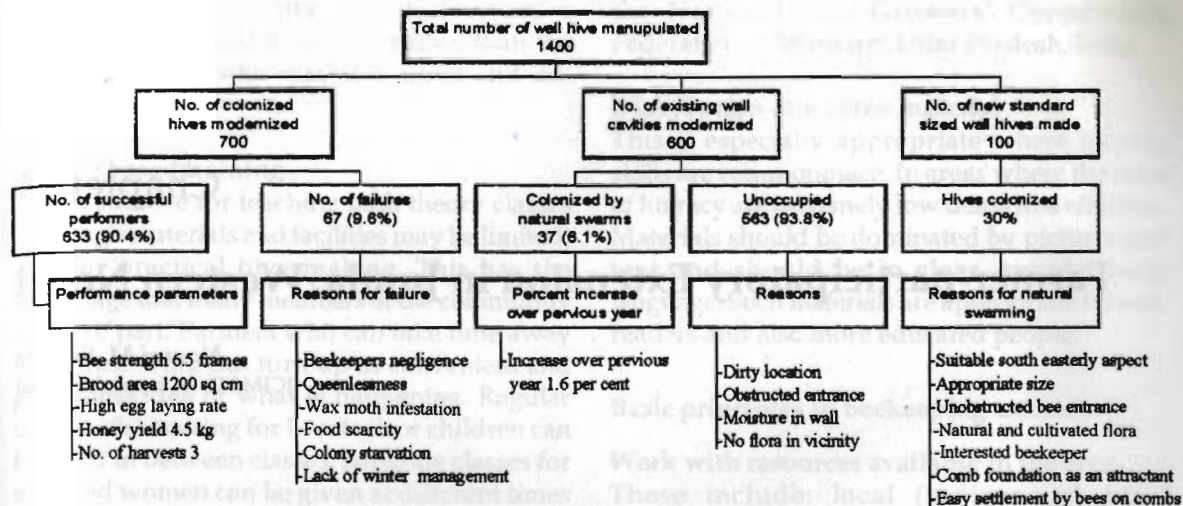 Total number of wall hive manupulated
1400
No. of colonized
hives modernized
700
No. of existing wall
cavities modernized
600
No. of new standard
sized wall hives made
100
No. of successful
performers
633 (90.4%)
No. of failures
67 (9.6%)
Colonized by
natural swarms
37 (6.1%)
Unoccupied
563 (93.8%)
Hives colonized
30%
Performance
Reasons for failure
Percent increase
over pervious year
Reasons
Reasons for
swarming
Bee strength 6.5 frames
Brood area 1200 sq cm
High egg laying rate
Honey yield 4.5 kg
No. of harvests 3
Beekeepers negligence
Queenlessness
Wax moth infestation
Food scarcity
Colony starvation
Lack of winter management
Increase over previous
year 1.6 per cent
Dirty location
Obstructed entrance
Moisture in wall
No flora in vicinity
Suitable south easterly aspect
Appropriate size
Unobstructed bee entrance
Natural and cultivated flora
Interested beekeeper
Comb foundation as an attractant
Easy settlement by bees on combs